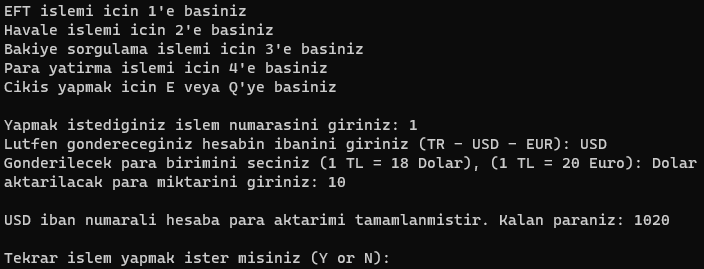 EFT islemi icin 1'e basiniz
Havale islemi icin 2'e basiniz
Bakiye sorgulama islemi icin 3'e basiniz
Para yatirma islemi icin 4'e basiniz
Cikis yapmak icin E veya Q'ye basiniz
Yapmak istediginiz islem numarasini giriniz: 1
Lutfen gondereceginiz hesabin ibanini giriniz (TR - USD - EUR): USD
Gonderilecek para birimini seciniz (1 TL = 18 Dolar), (1 TL = 20 Euro): Dolar
aktarilacak para miktarini giriniz: 10
USD iban numarali hesaba para aktarimi tamamlanmistir. Kalan paraniz: 1020
Tekrar islem yapmak ister misiniz (Y or N):